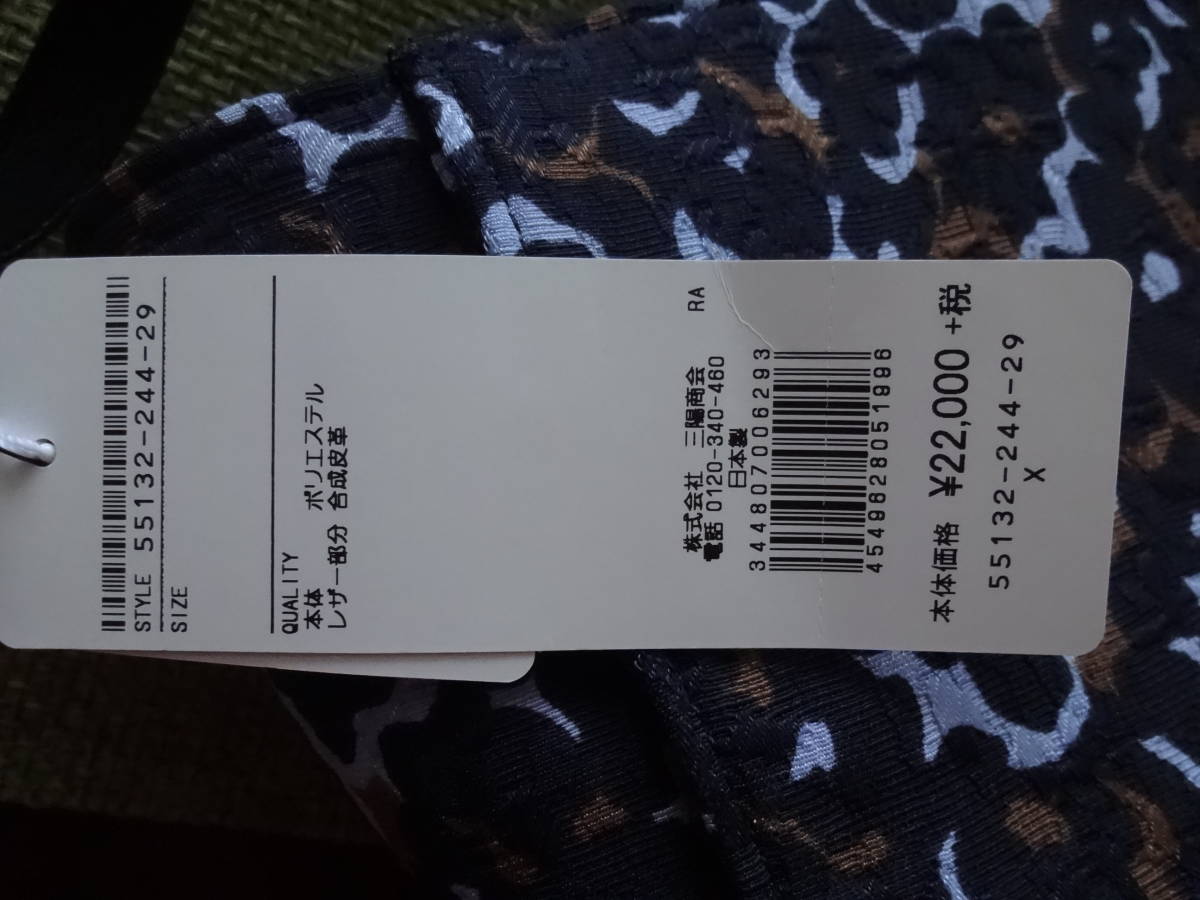 STYLE 55132-244-29
SIZE
QUALITY
本体 ポリエステル
レザー部分 合成皮革
RA
株式会社 三陽商会
電話 0120-340-460
日本製
3448070006293
4549628051996
本体価格 ¥22,000 +税
55132-244-29
X